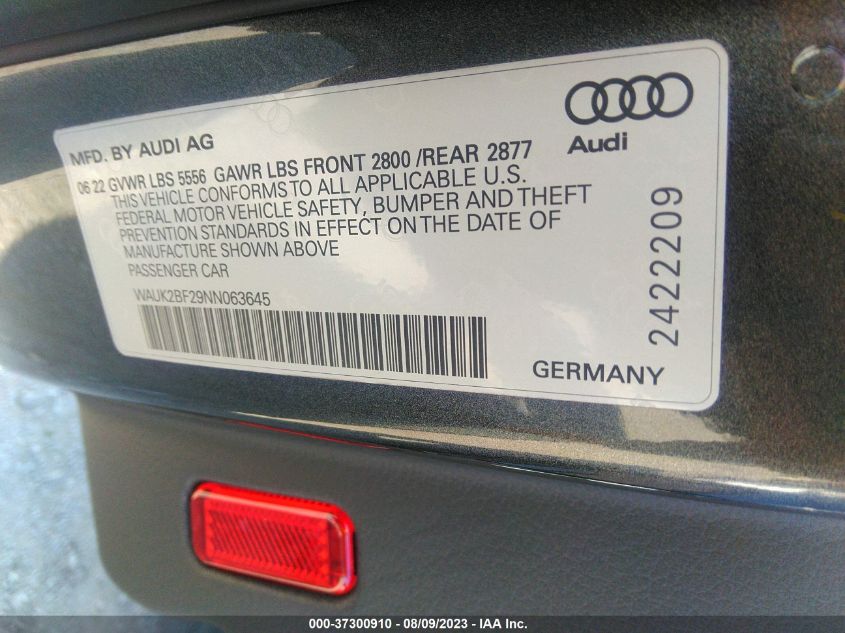 MFD. BY AUDI AG
06 22 GVWR LBS 5556 GAWR LBS FRONT 2800 /REAR 2877
THIS VEHICLE CONFORMS TO ALL APPLICABLE U.S.
FEDERAL MOTOR VEHICLE SAFETY, BUMPER AND THEFT
PREVENTION STANDARDS IN EFFECT ON THE DATE OF
MANUFACTURE SHOWN ABOVE
PASSENGER CAR
WAUK2BF29NN063645
Audi
2422209
GERMANY
000-37300910 - 08/09/2023 - IAA Inc.